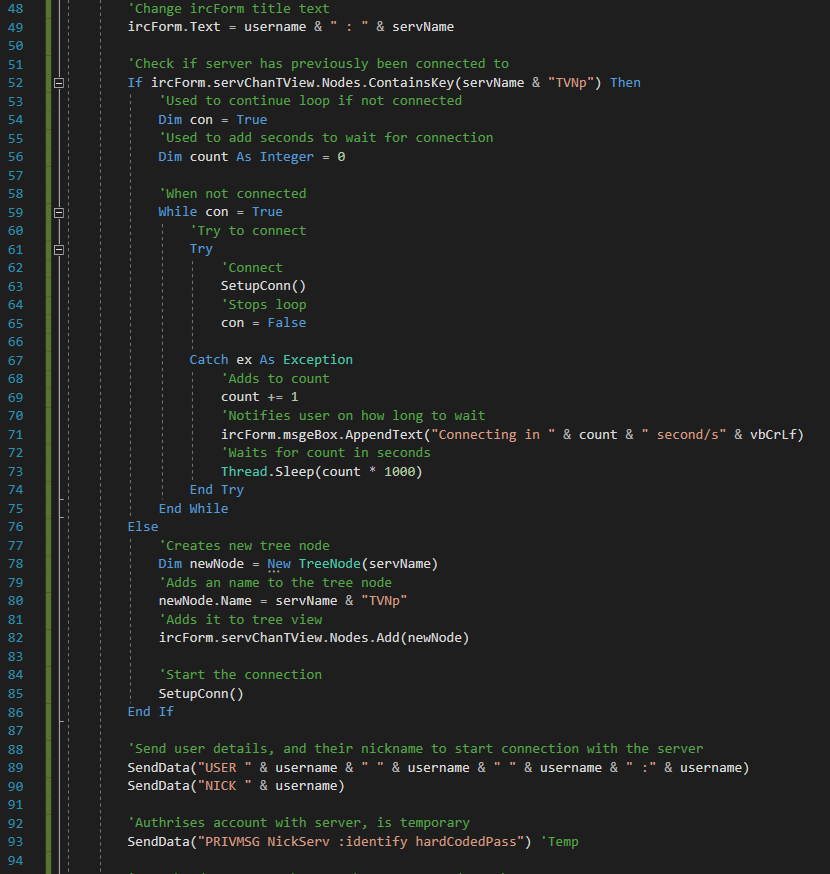 48 'Change ircForm title text
49 ircForm.Text = username & " : " & servName
50
51 'Check if server has previously been connected to
52 If ircForm.servChanTView.Nodes.ContainsKey(servName & "TVNp") Then
53 'Used to continue loop if not connected
54 Dim con = True
55 'Used to add seconds to wait for connection
56 Dim count As Integer = 0
57
58 'When not connected
59 While con = True
60 'Try to connect
61 Try
62 'Connect
63 SetupConn()
64 'Stops loop
65 con = False
66
67 Catch ex As Exception
68 'Adds to count
69 count += 1
70 'Notifies user on how long to wait
71 ircForm.msgeBox.AppendText("Connecting in " & count & " second/s" & vbCrLf)
72 'Waits for count in seconds
73 Thread.Sleep(count * 1000)
74 End Try
75 End While
76 Else
77 'Creates new tree node
78 Dim newNode = New TreeNode(servName)
79 'Adds an name to the tree node
80 newNode.Name = servName & "TVNp"
81 'Adds it to tree view
82 ircForm.servChanTView.Nodes.Add(newNode)
83
84 'Start the connection
85 SetupConn()
86 End If
87
88 'Send user details, and their nickname to start connection with the server
89 SendData("USER " & username & " " & username & " " & username & " :" & username)
90 SendData("NICK " & username)
91
92 'Authrises account with server, is temporary
93 SendData("PRIVMSG NickServ :identify hardCodedPass") 'Temp
94